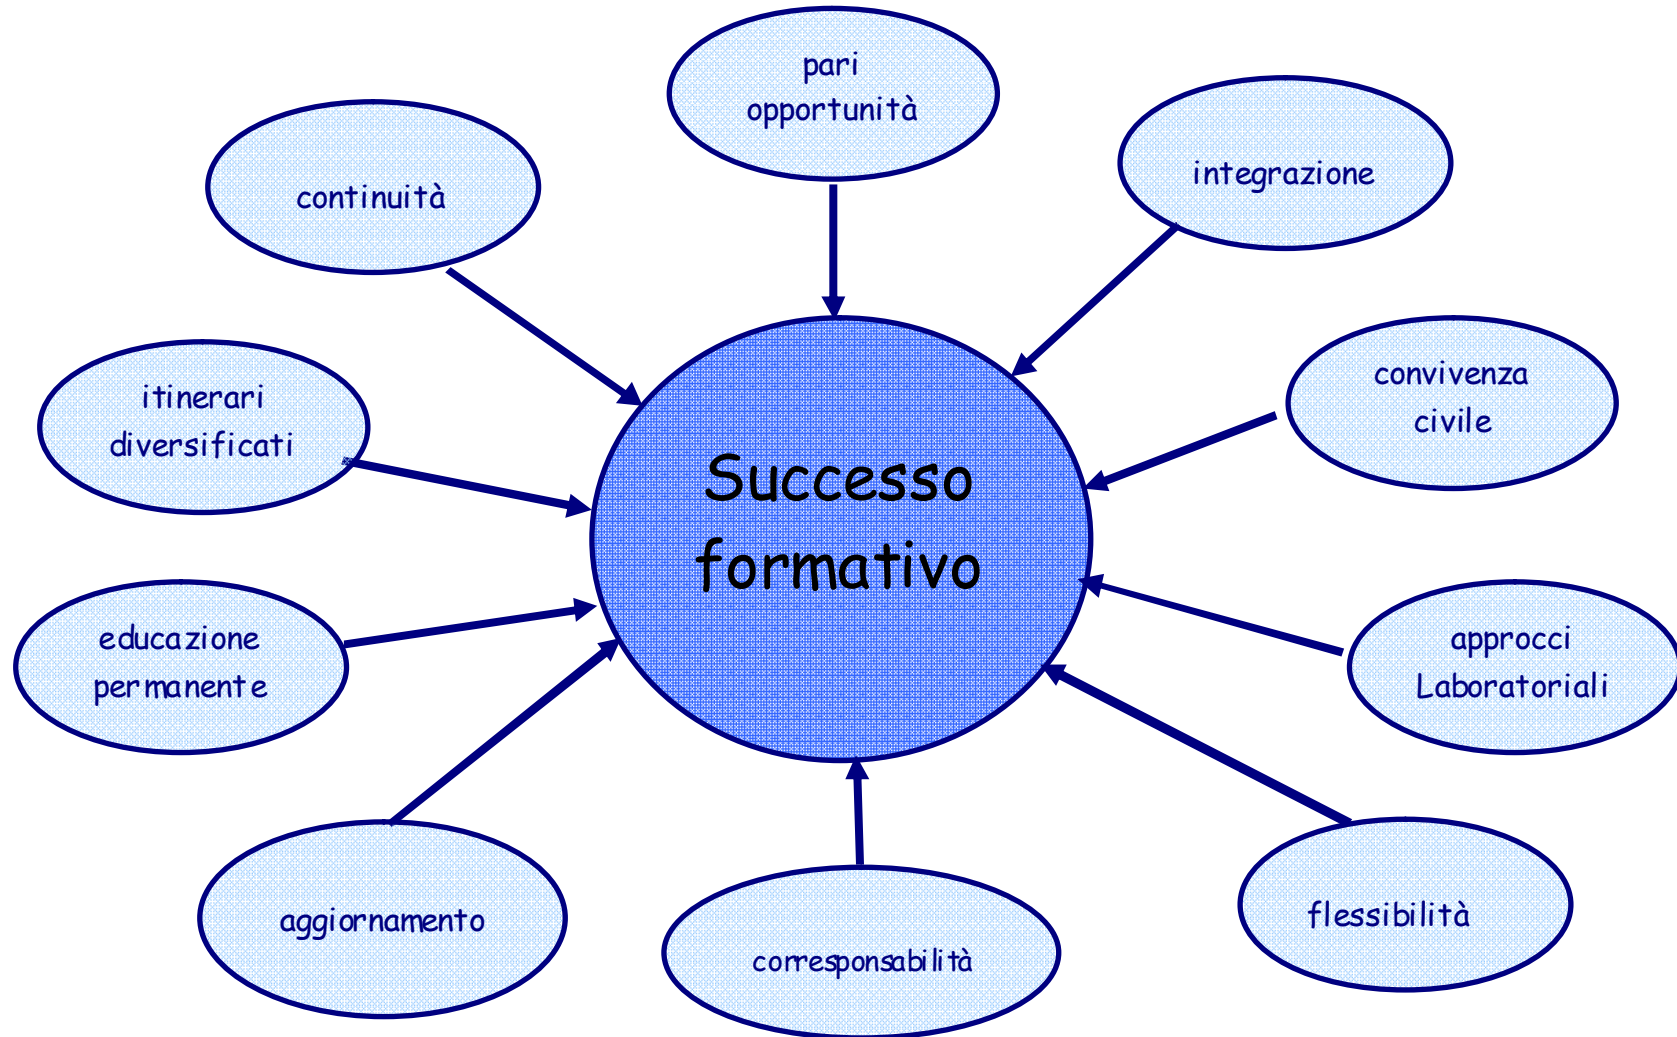 pari
opportunità
continuità
integrazione
itinerari
diversificati
convivenza
civile
Successo
formativo
educazione
permanente
approcci
Laboratoriali
aggiornamento
corresponsabilità
flessibilità